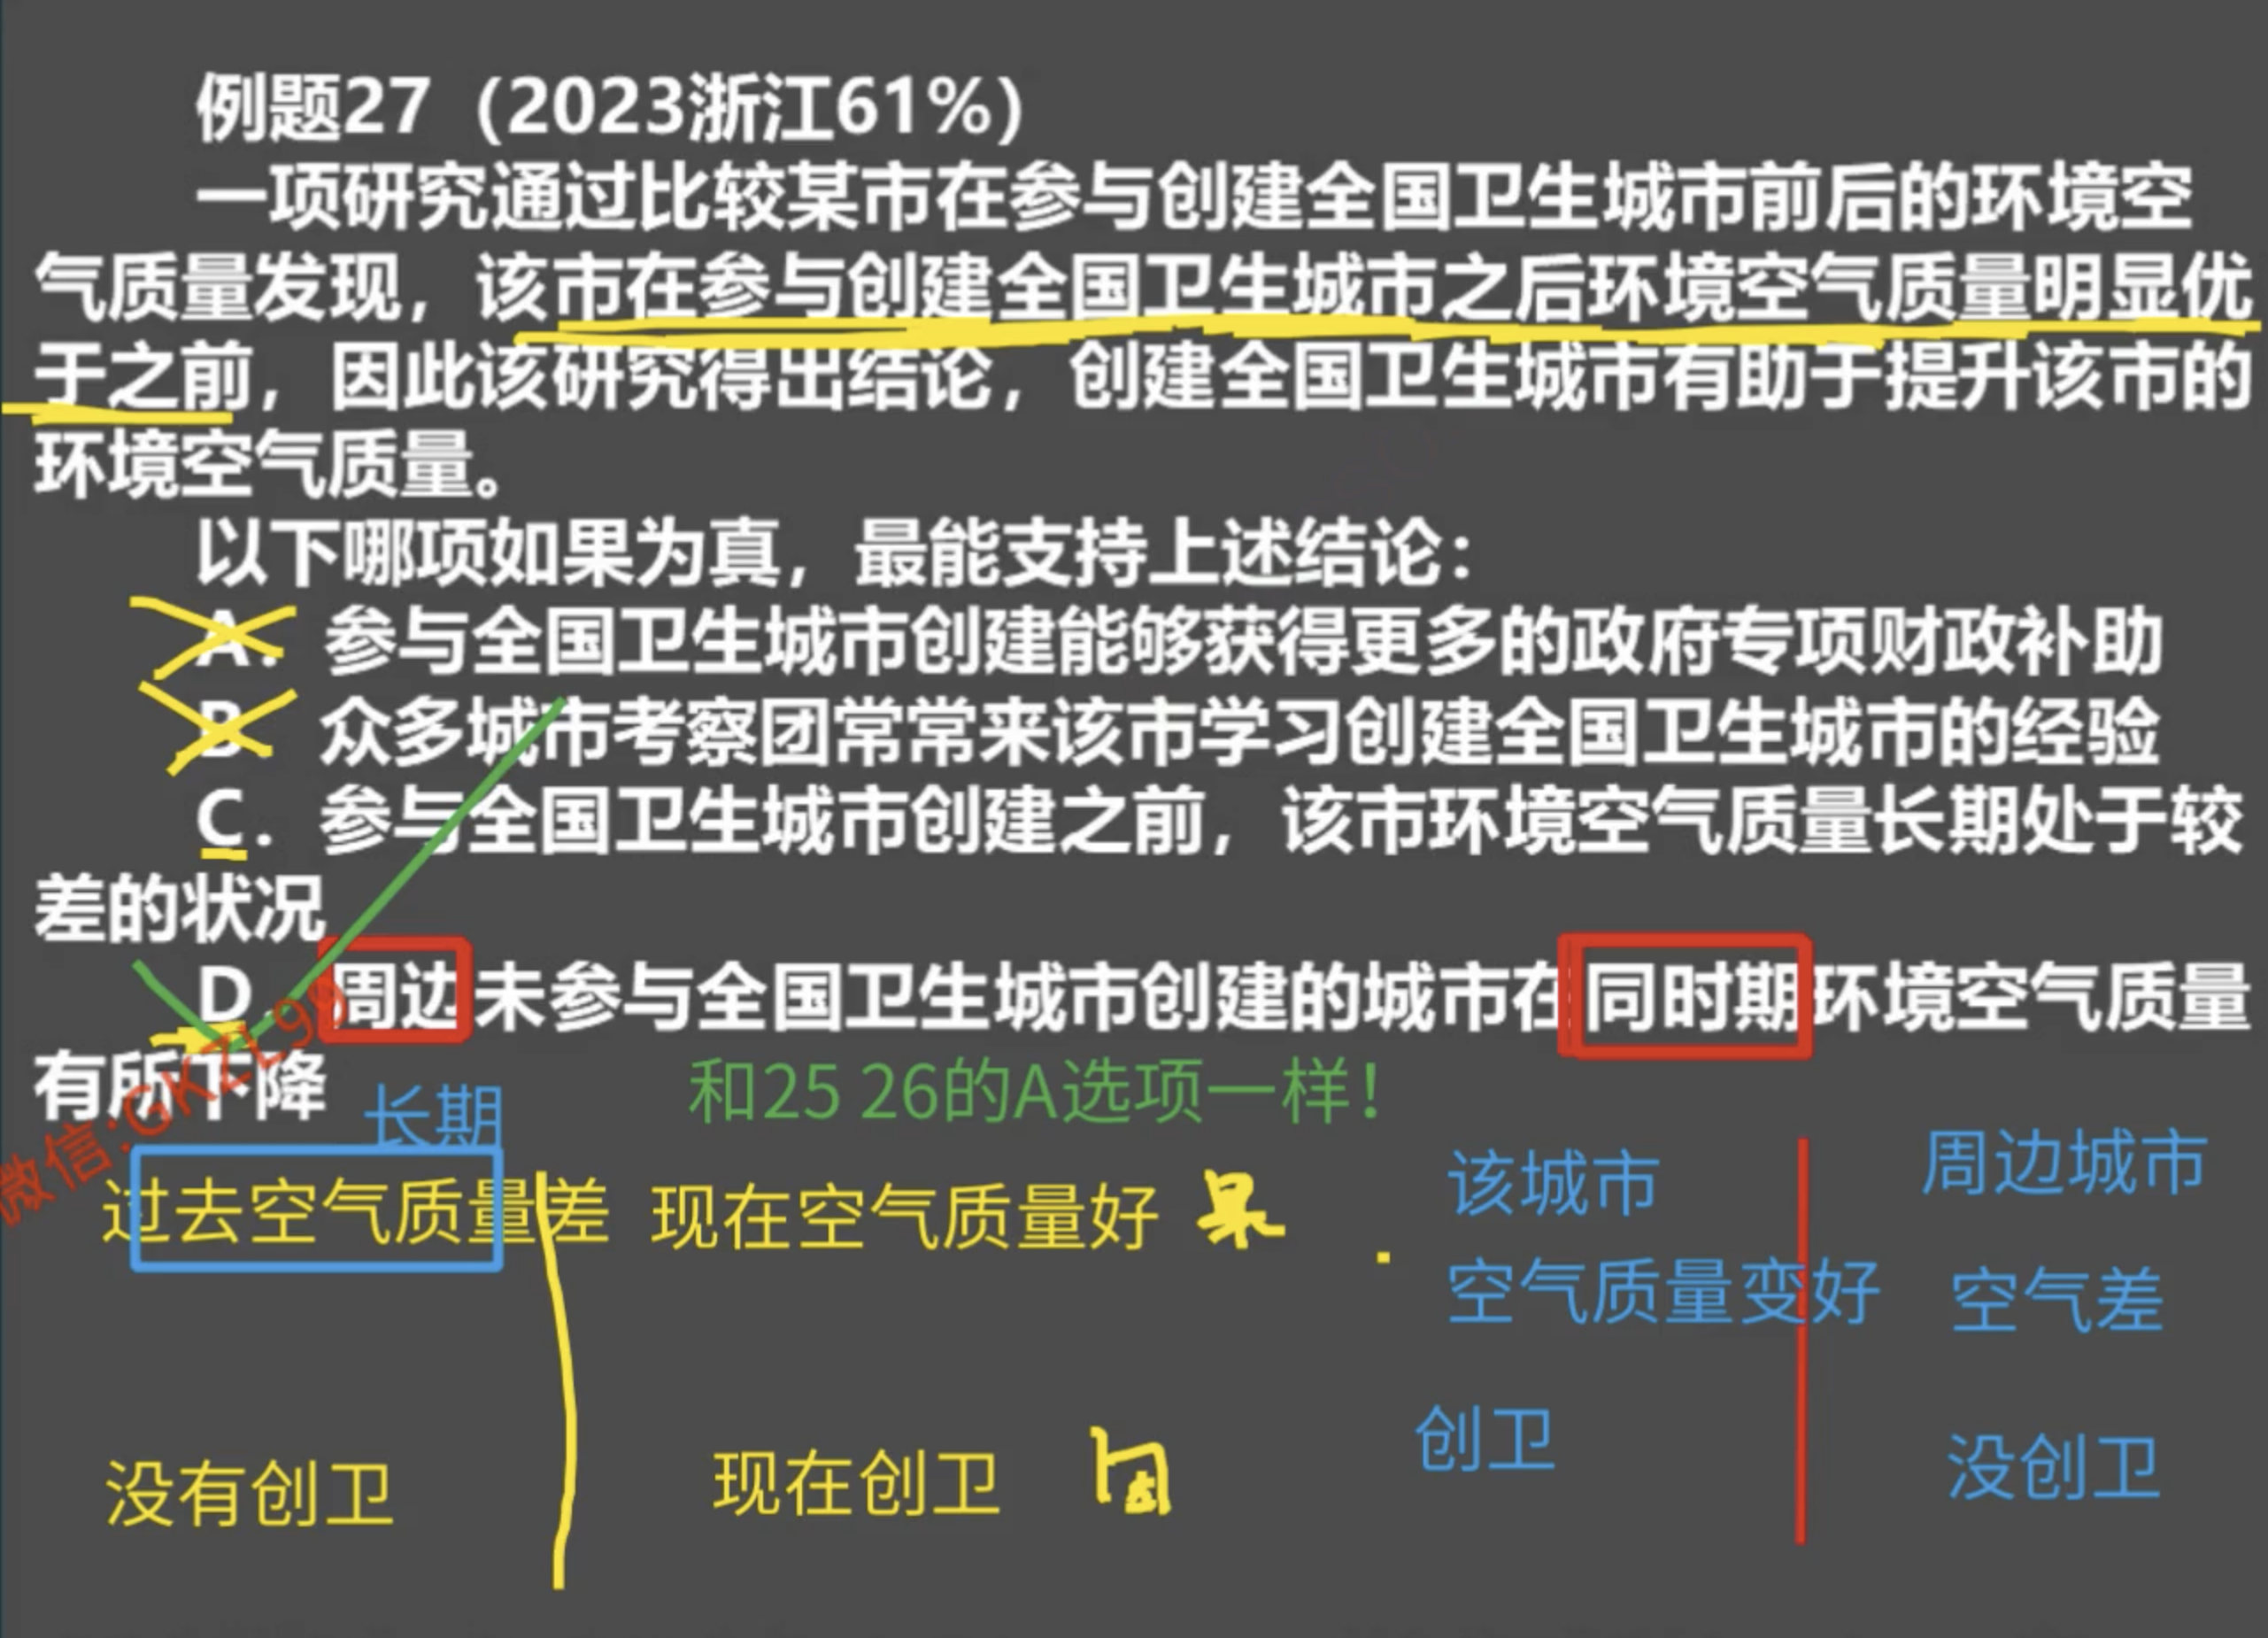 例题27（2023浙江61%）
一项研究通过比较某市在参与创建全国卫生城市前后的环境空
气质量发现，该市在参与创建全国卫生城市之后环境空气质量明显优
于之前，因此该研究得出结论，创建全国卫生城市有助于提升该市的
环境空气质量。
以下哪项如果为真，最能支持上述结论：
A. 参与全国卫生城市创建能够获得更多的政府专项财政补助
B 众多城市考察团常常来该市学习创建全国卫生城市的经验
C. 参与全国卫生城市创建之前，该市环境空气质量长期处于较
差的状况
D. 周边未参与全国卫生城市创建的城市在同时期环境空气质量
有所下降
和25 26的A选项一样！
长期
过去空气质量差 现在空气质量好 果
没有创卫 现在创卫 因
该城市 周边城市
空气质量变好 空气差
创卫 没创卫
微信:GKZL99